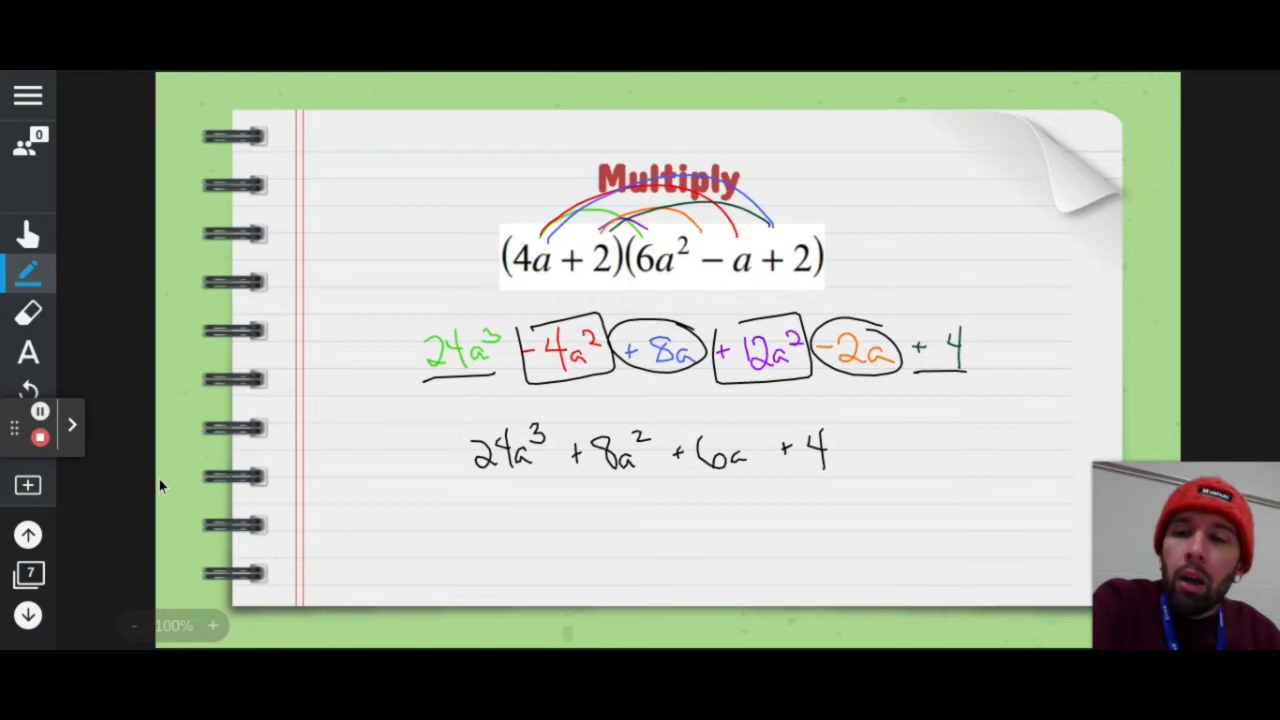 0
Multiply
(4a + 2)(6a² − a + 2)
24a³ - 4a² + 8a + 12a² - 2a + 4
24a³ + 8a² + 6a + 4
A
7
- 100% +